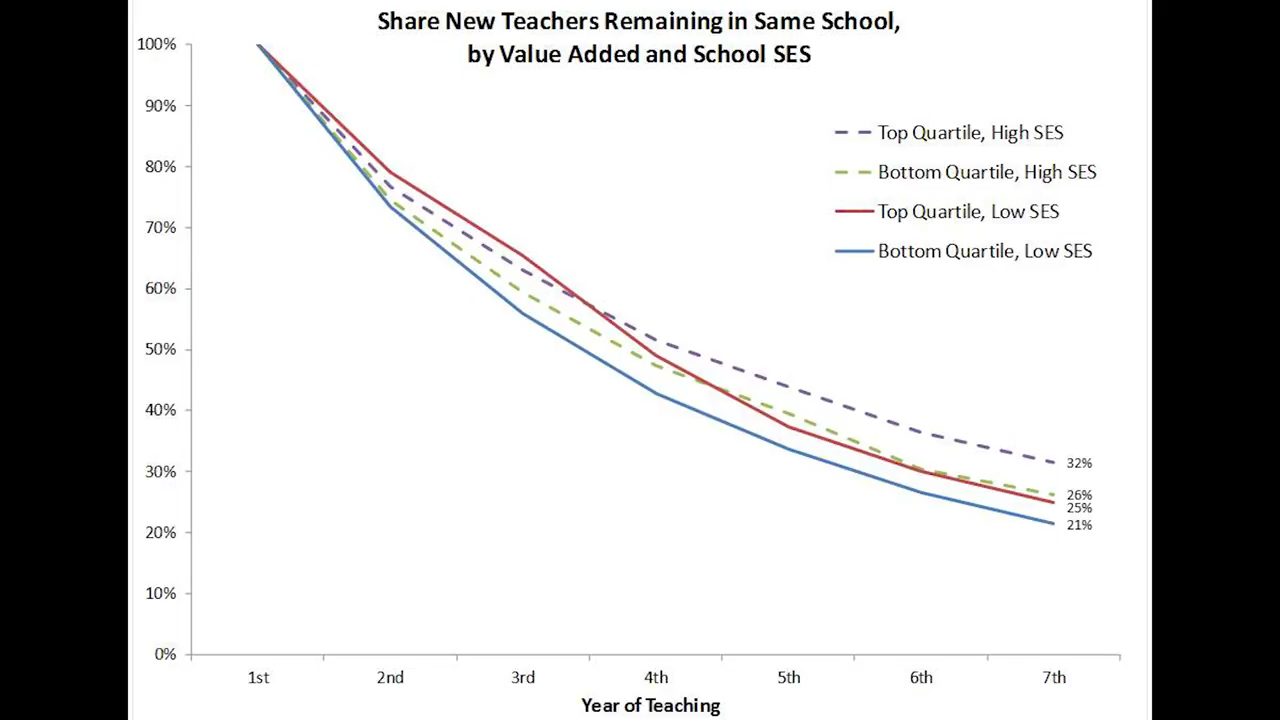 Share New Teachers Remaining in Same School,
by Value Added and School SES
100%
90%
80%
70%
60%
50%
40%
30%
20%
10%
0%
Top Quartile, High SES
Bottom Quartile, High SES
Top Quartile, Low SES
Bottom Quartile, Low SES
32%
26%
25%
21%
1st 2nd 3rd 4th 5th 6th 7th
Year of Teaching